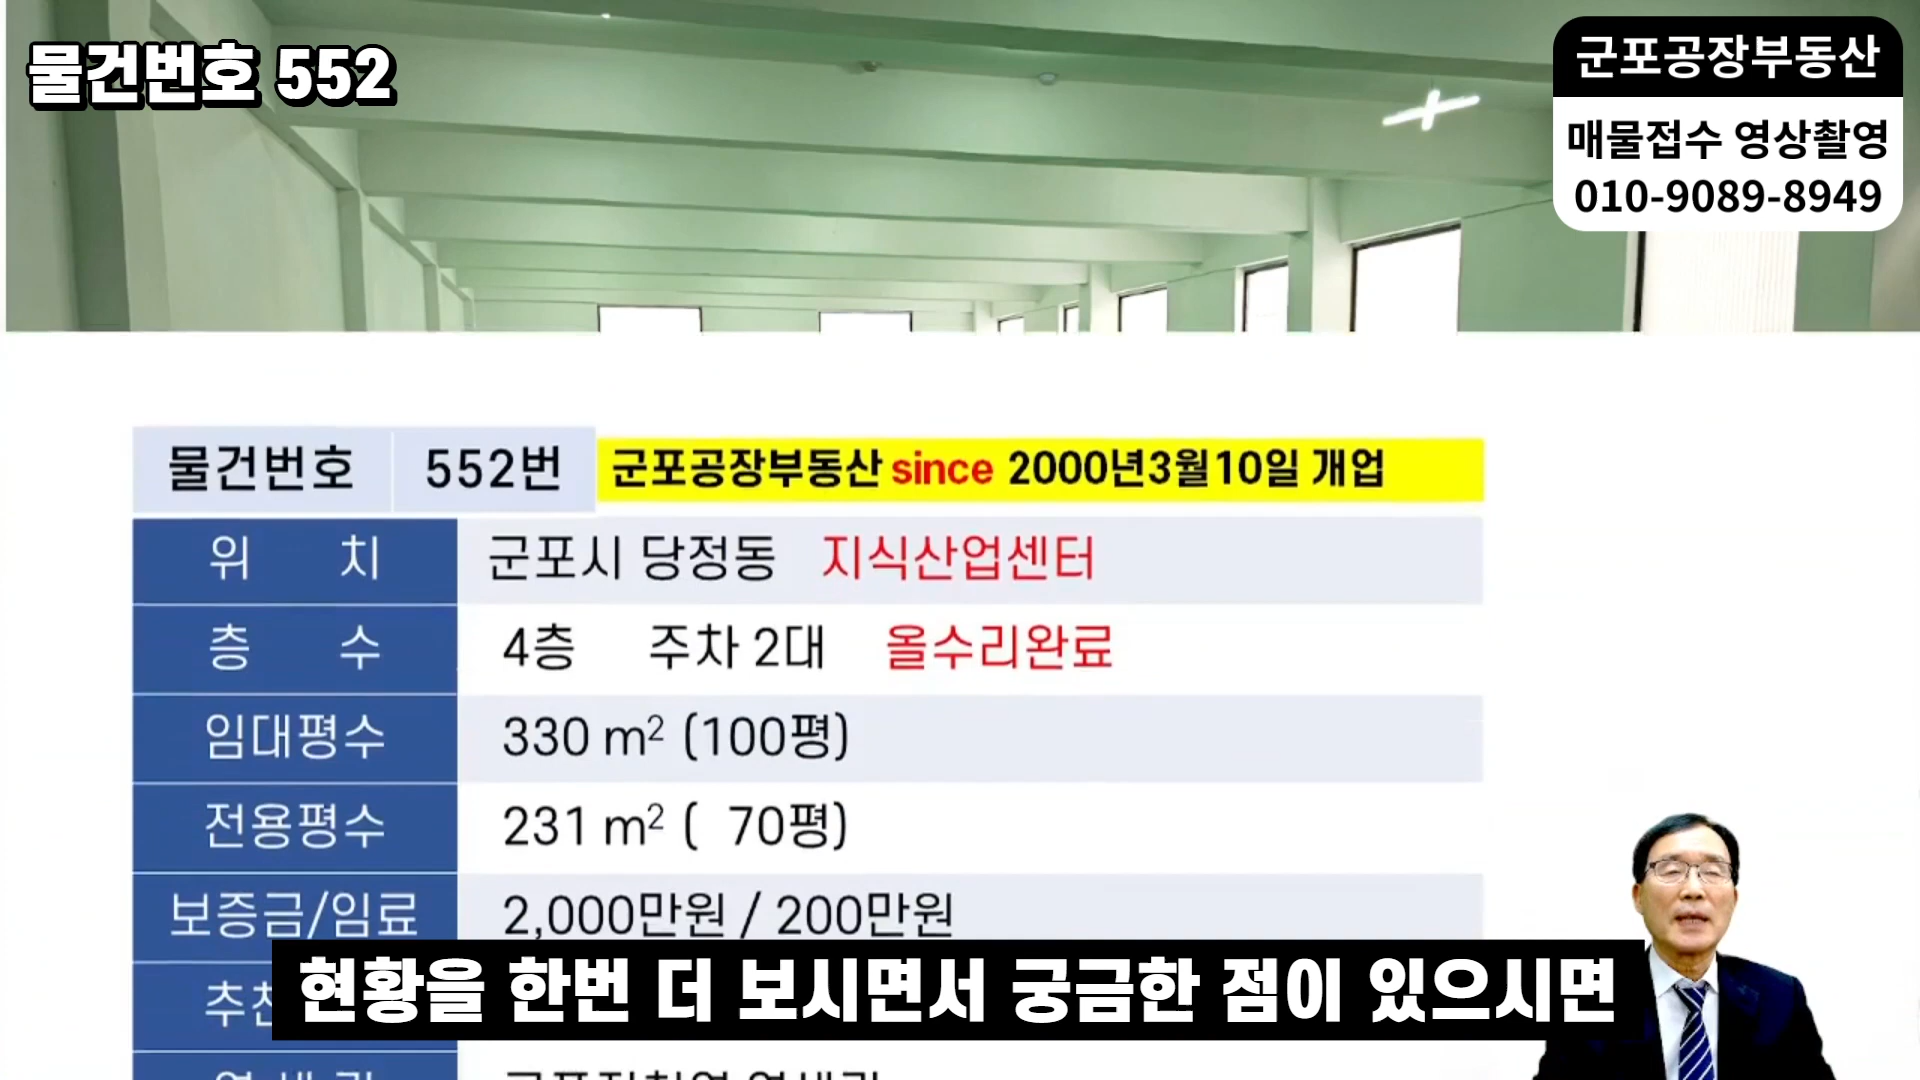 물건번호 552
군포공장부동산
매물접수 영상촬영
010-9089-8949
물건번호 552번 군포공장부동산 since 2000년3월10일 개업
위 치 군포시 당정동 지식산업센터
층 수 4층 주차 2대 올수리완료
임대평수 330 m² (100평)
전용평수 231 m² ( 70평)
보증금/임료 2,000만원 / 200만원
현황을 한번 더 보시면서 궁금한 점이 있으시면